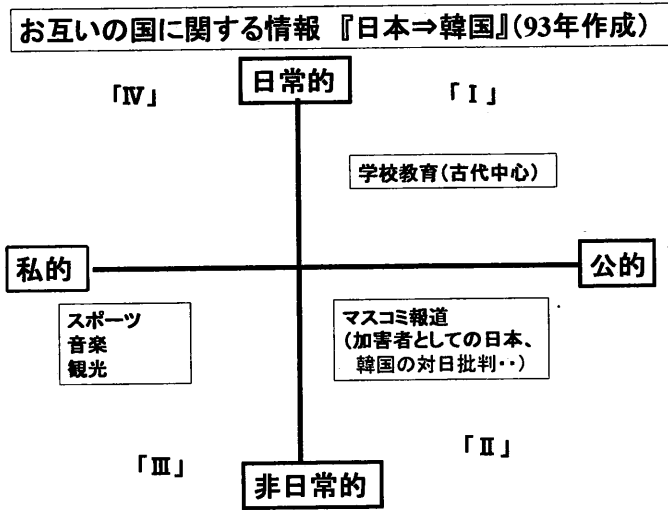 お互いの国に関する情報 『日本⇒韓国』(93年作成)
「Ⅳ」
日常的
「Ⅰ」
学校教育(古代中心)
私的
公的
スポーツ
音楽
観光
マスコミ報道
(加害者としての日本、
韓国の対日批判・・)
「Ⅲ」
「Ⅱ」
非日常的